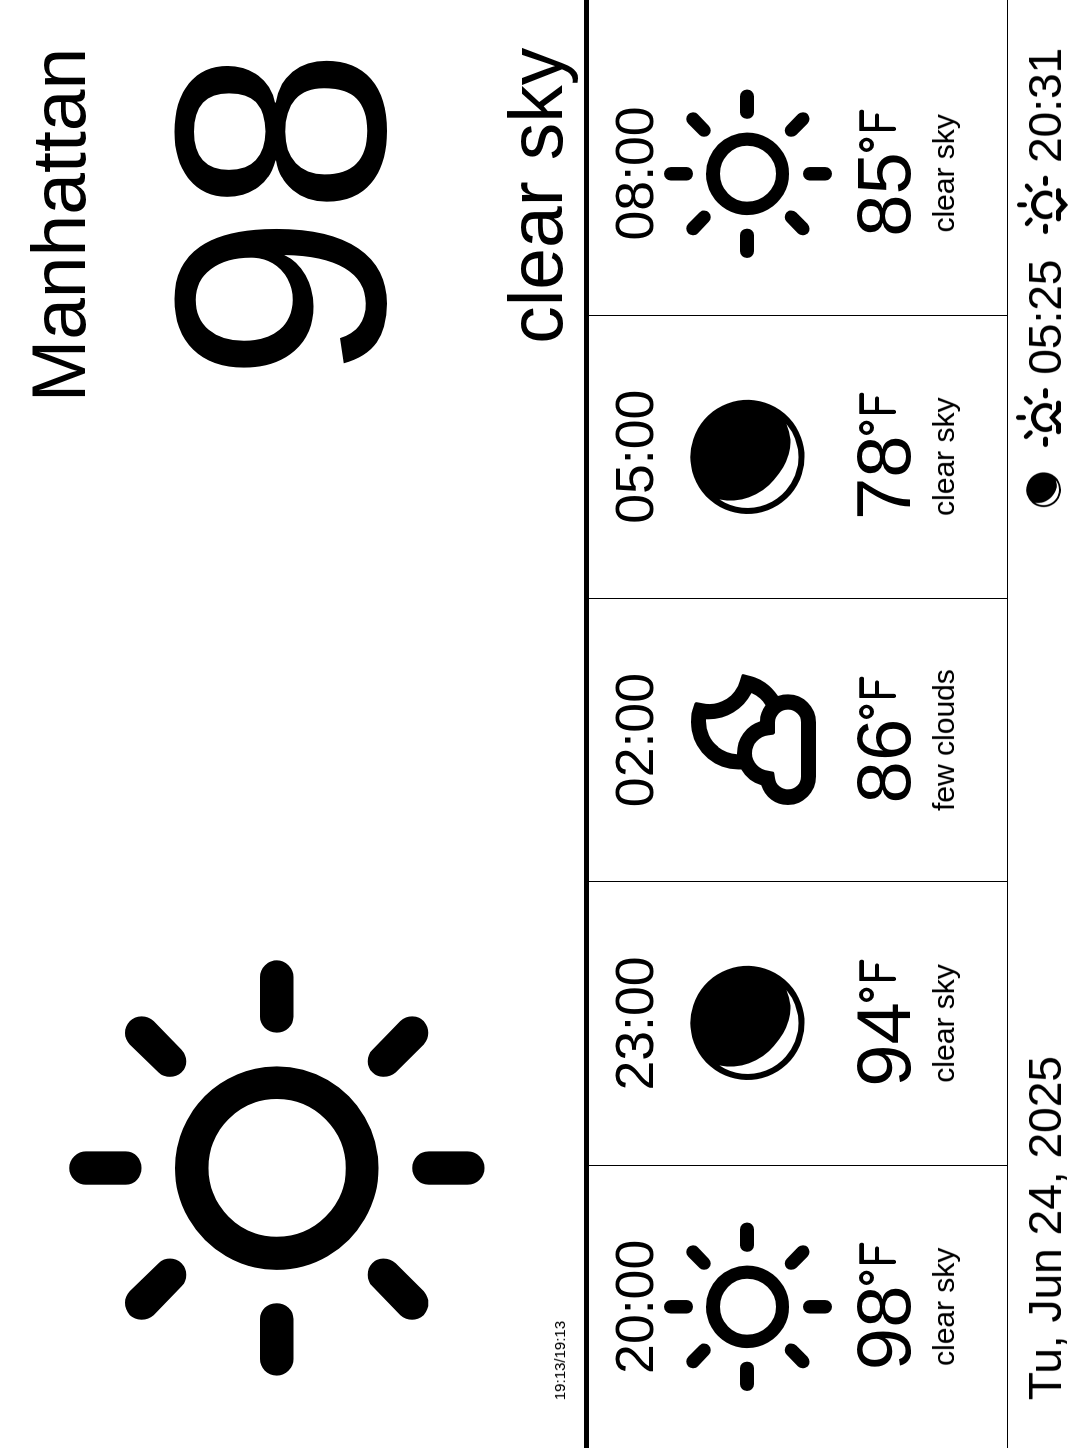 Manhattan
98
clear sky
19:13/19:13
20:00
98°F
clear sky
23:00
94°F
clear sky
02:00
86°F
few clouds
05:00
78°F
clear sky
08:00
85°F
clear sky
Tu, Jun 24, 2025
05:25
20:31